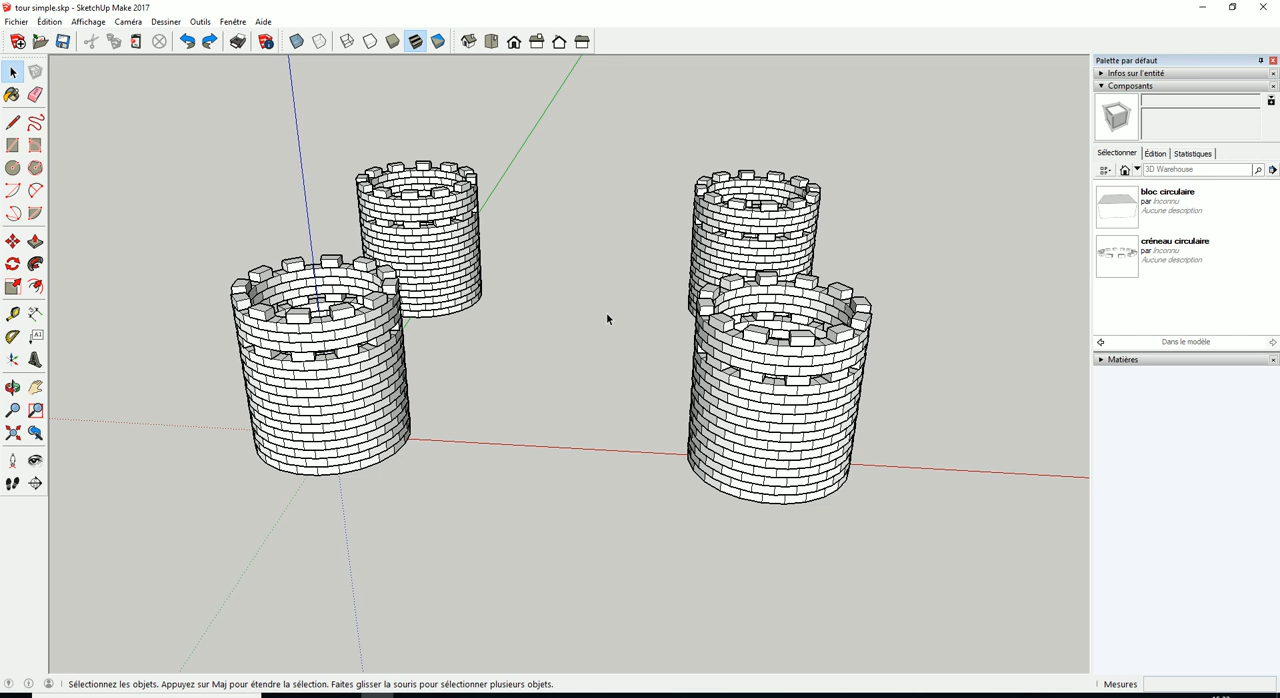 tour simple.skp - SketchUp Make 2017
Fichier Édition Affichage Caméra Dessiner Outils Fenêtre Aide
Palette par défaut
Infos sur l'entité
Composants
Sélectionner Édition Statistiques
3D Warehouse
bloc circulaire
par Inconnu
Aucune description
créneau circulaire
par Inconnu
Aucune description
Dans le modèle
Matières
A1
Sélectionnez les objets. Appuyez sur Maj pour étendre la sélection. Faites glisser la souris pour sélectionner plusieurs objets.
Mesures